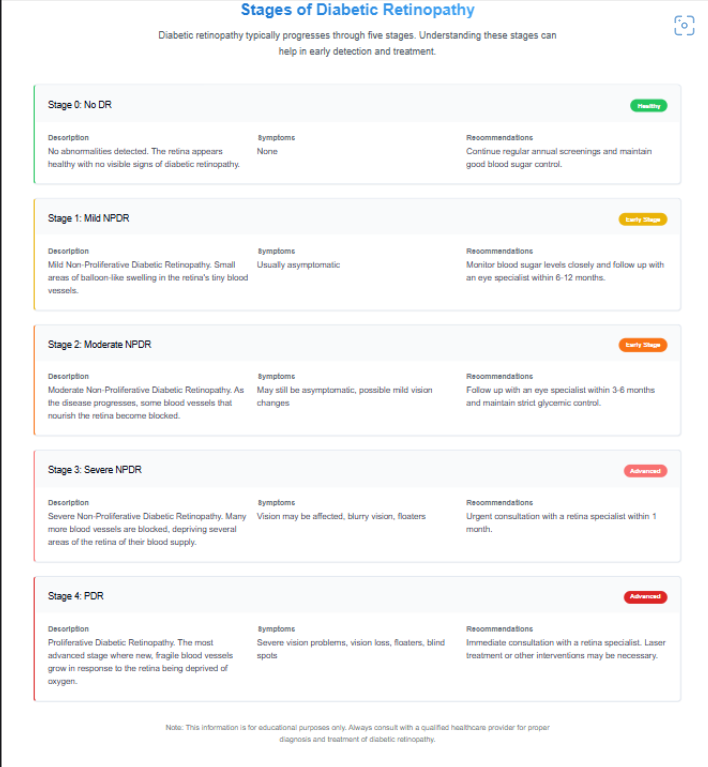 Stages of Diabetic Retinopathy
Diabetic retinopathy typically progresses through five stages. Understanding these stages can
help in early detection and treatment.
Stage 0: No DR
Healthy
Description
No abnormalities detected. The retina appears
healthy with no visible signs of diabetic retinopathy.
Symptoms
None
Recommendations
Continue regular annual screenings and maintain
good blood sugar control.
Stage 1: Mild NPDR
Early Stage
Description
Mild Non-Proliferative Diabetic Retinopathy. Small
areas of balloon-like swelling in the retina's tiny blood
vessels.
Symptoms
Usually asymptomatic
Recommendations
Monitor blood sugar levels closely and follow up with
an eye specialist within 6-12 months.
Stage 2: Moderate NPDR
Early Stage
Description
Moderate Non-Proliferative Diabetic Retinopathy. As
the disease progresses, some blood vessels that
nourish the retina become blocked.
Symptoms
May still be asymptomatic, possible mild vision
changes
Recommendations
Follow up with an eye specialist within 3-6 months
and maintain strict glycemic control.
Stage 3: Severe NPDR
Advanced
Description
Severe Non-Proliferative Diabetic Retinopathy. Many
more blood vessels are blocked, depriving several
areas of the retina of their blood supply.
Symptoms
Vision may be affected, blurry vision, floaters
Recommendations
Urgent consultation with a retina specialist within 1
month.
Stage 4: PDR
Advanced
Description
Proliferative Diabetic Retinopathy. The most
advanced stage where new, fragile blood vessels
grow in response to the retina being deprived of
oxygen.
Symptoms
Severe vision problems, vision loss, floaters, blind
spots
Recommendations
Immediate consultation with a retina specialist. Laser
treatment or other interventions may be necessary.
Note: This information is for educational purposes only. Always consult with a qualified healthcare provider for proper
diagnosis and treatment of diabetic retinopathy.